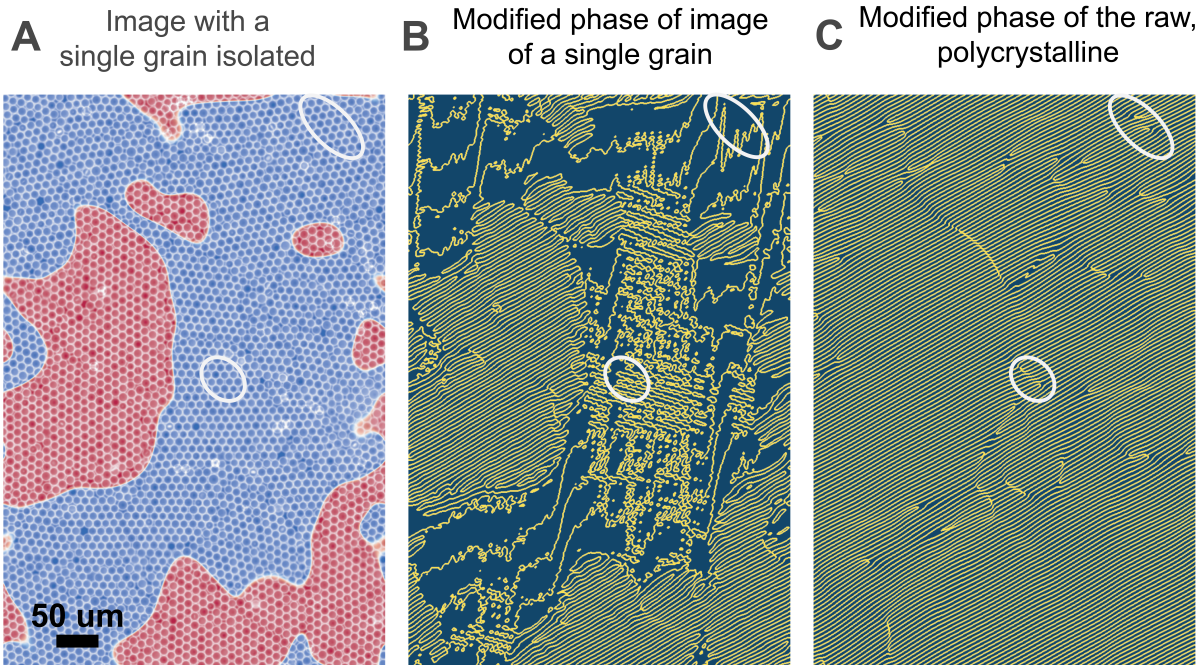 A
Image with a
single grain isolated
B
Modified phase of image
of a single grain
C
Modified phase of the raw,
polycrystalline
50 um